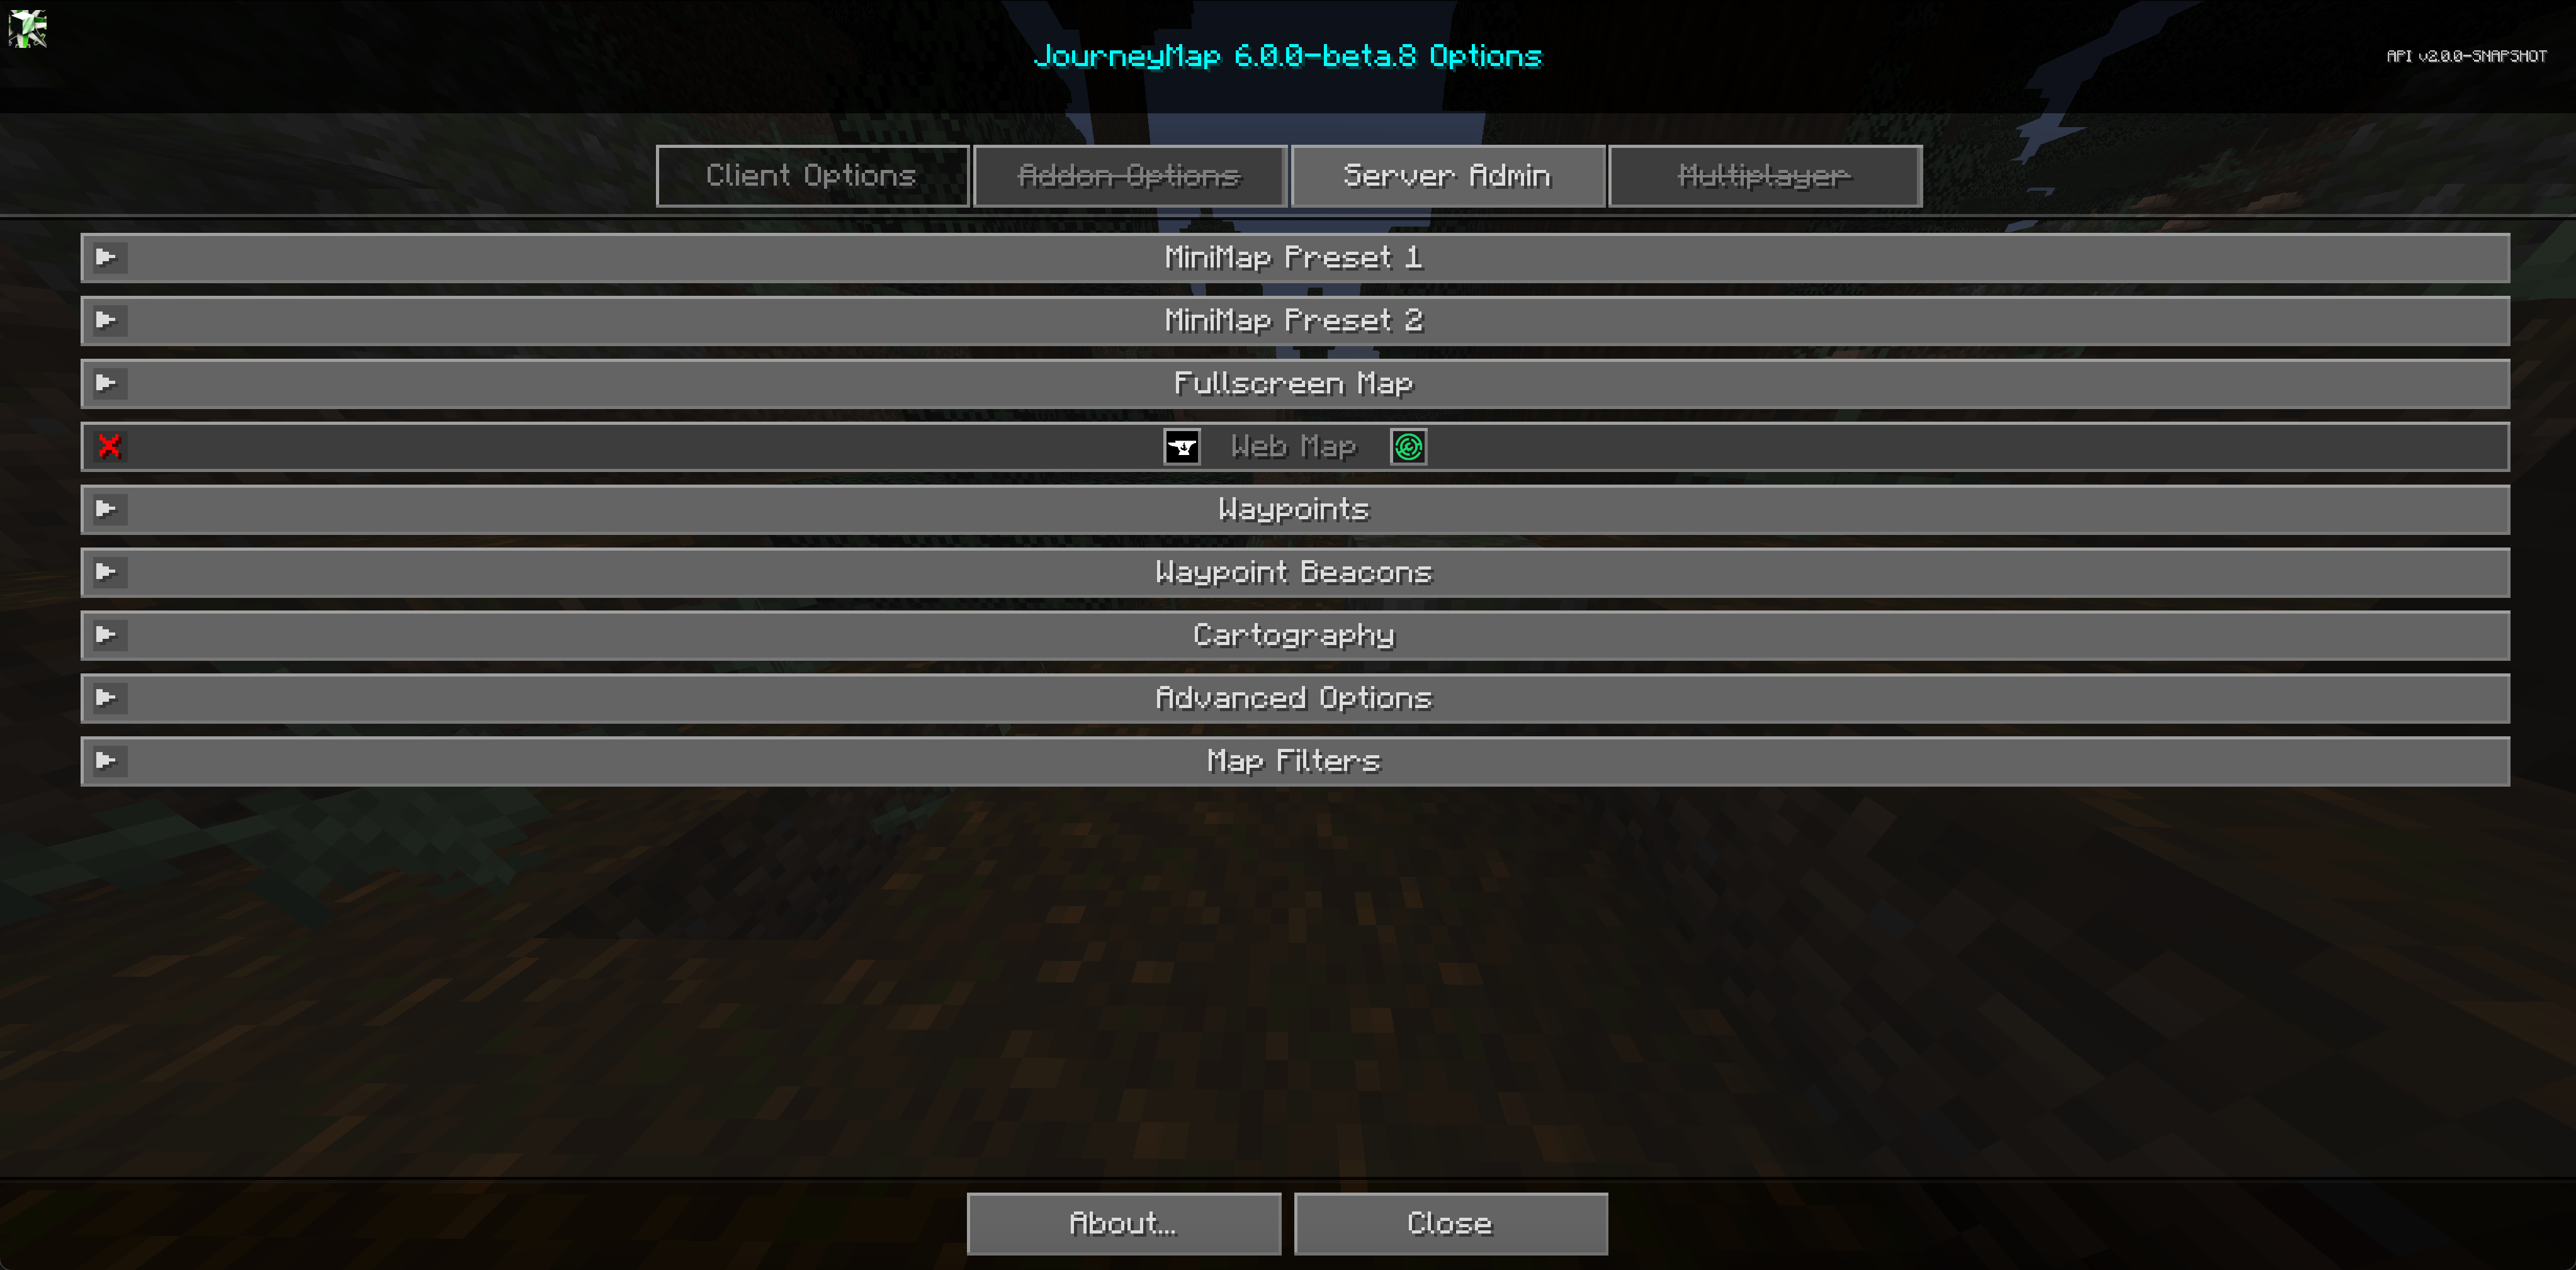 JourneyMap 6.0.0-beta.8 Options
API v2.0.0-SNAPSHOT
Client Options
Addon Options
Server Admin
Multiplayer
MiniMap Preset 1
MiniMap Preset 2
Fullscreen Map
Web Map
Waypoints
Waypoint Beacons
Cartography
Advanced Options
Map Filters
About...
Close